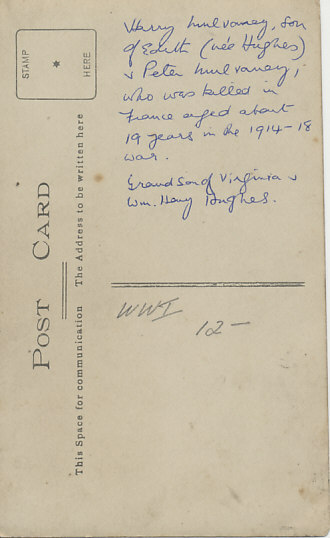 Harry Mulvaney, son
of Edith (née Hughes)
& Peter Mulvaney;
who was killed in
France aged about
19 years in the 1914-18
war.
Grandson of Virginia &
Wm. Henry Hughes.
WWI
12-
STAMP
HERE
POST CARD
This Space for communication
The Address to be written here